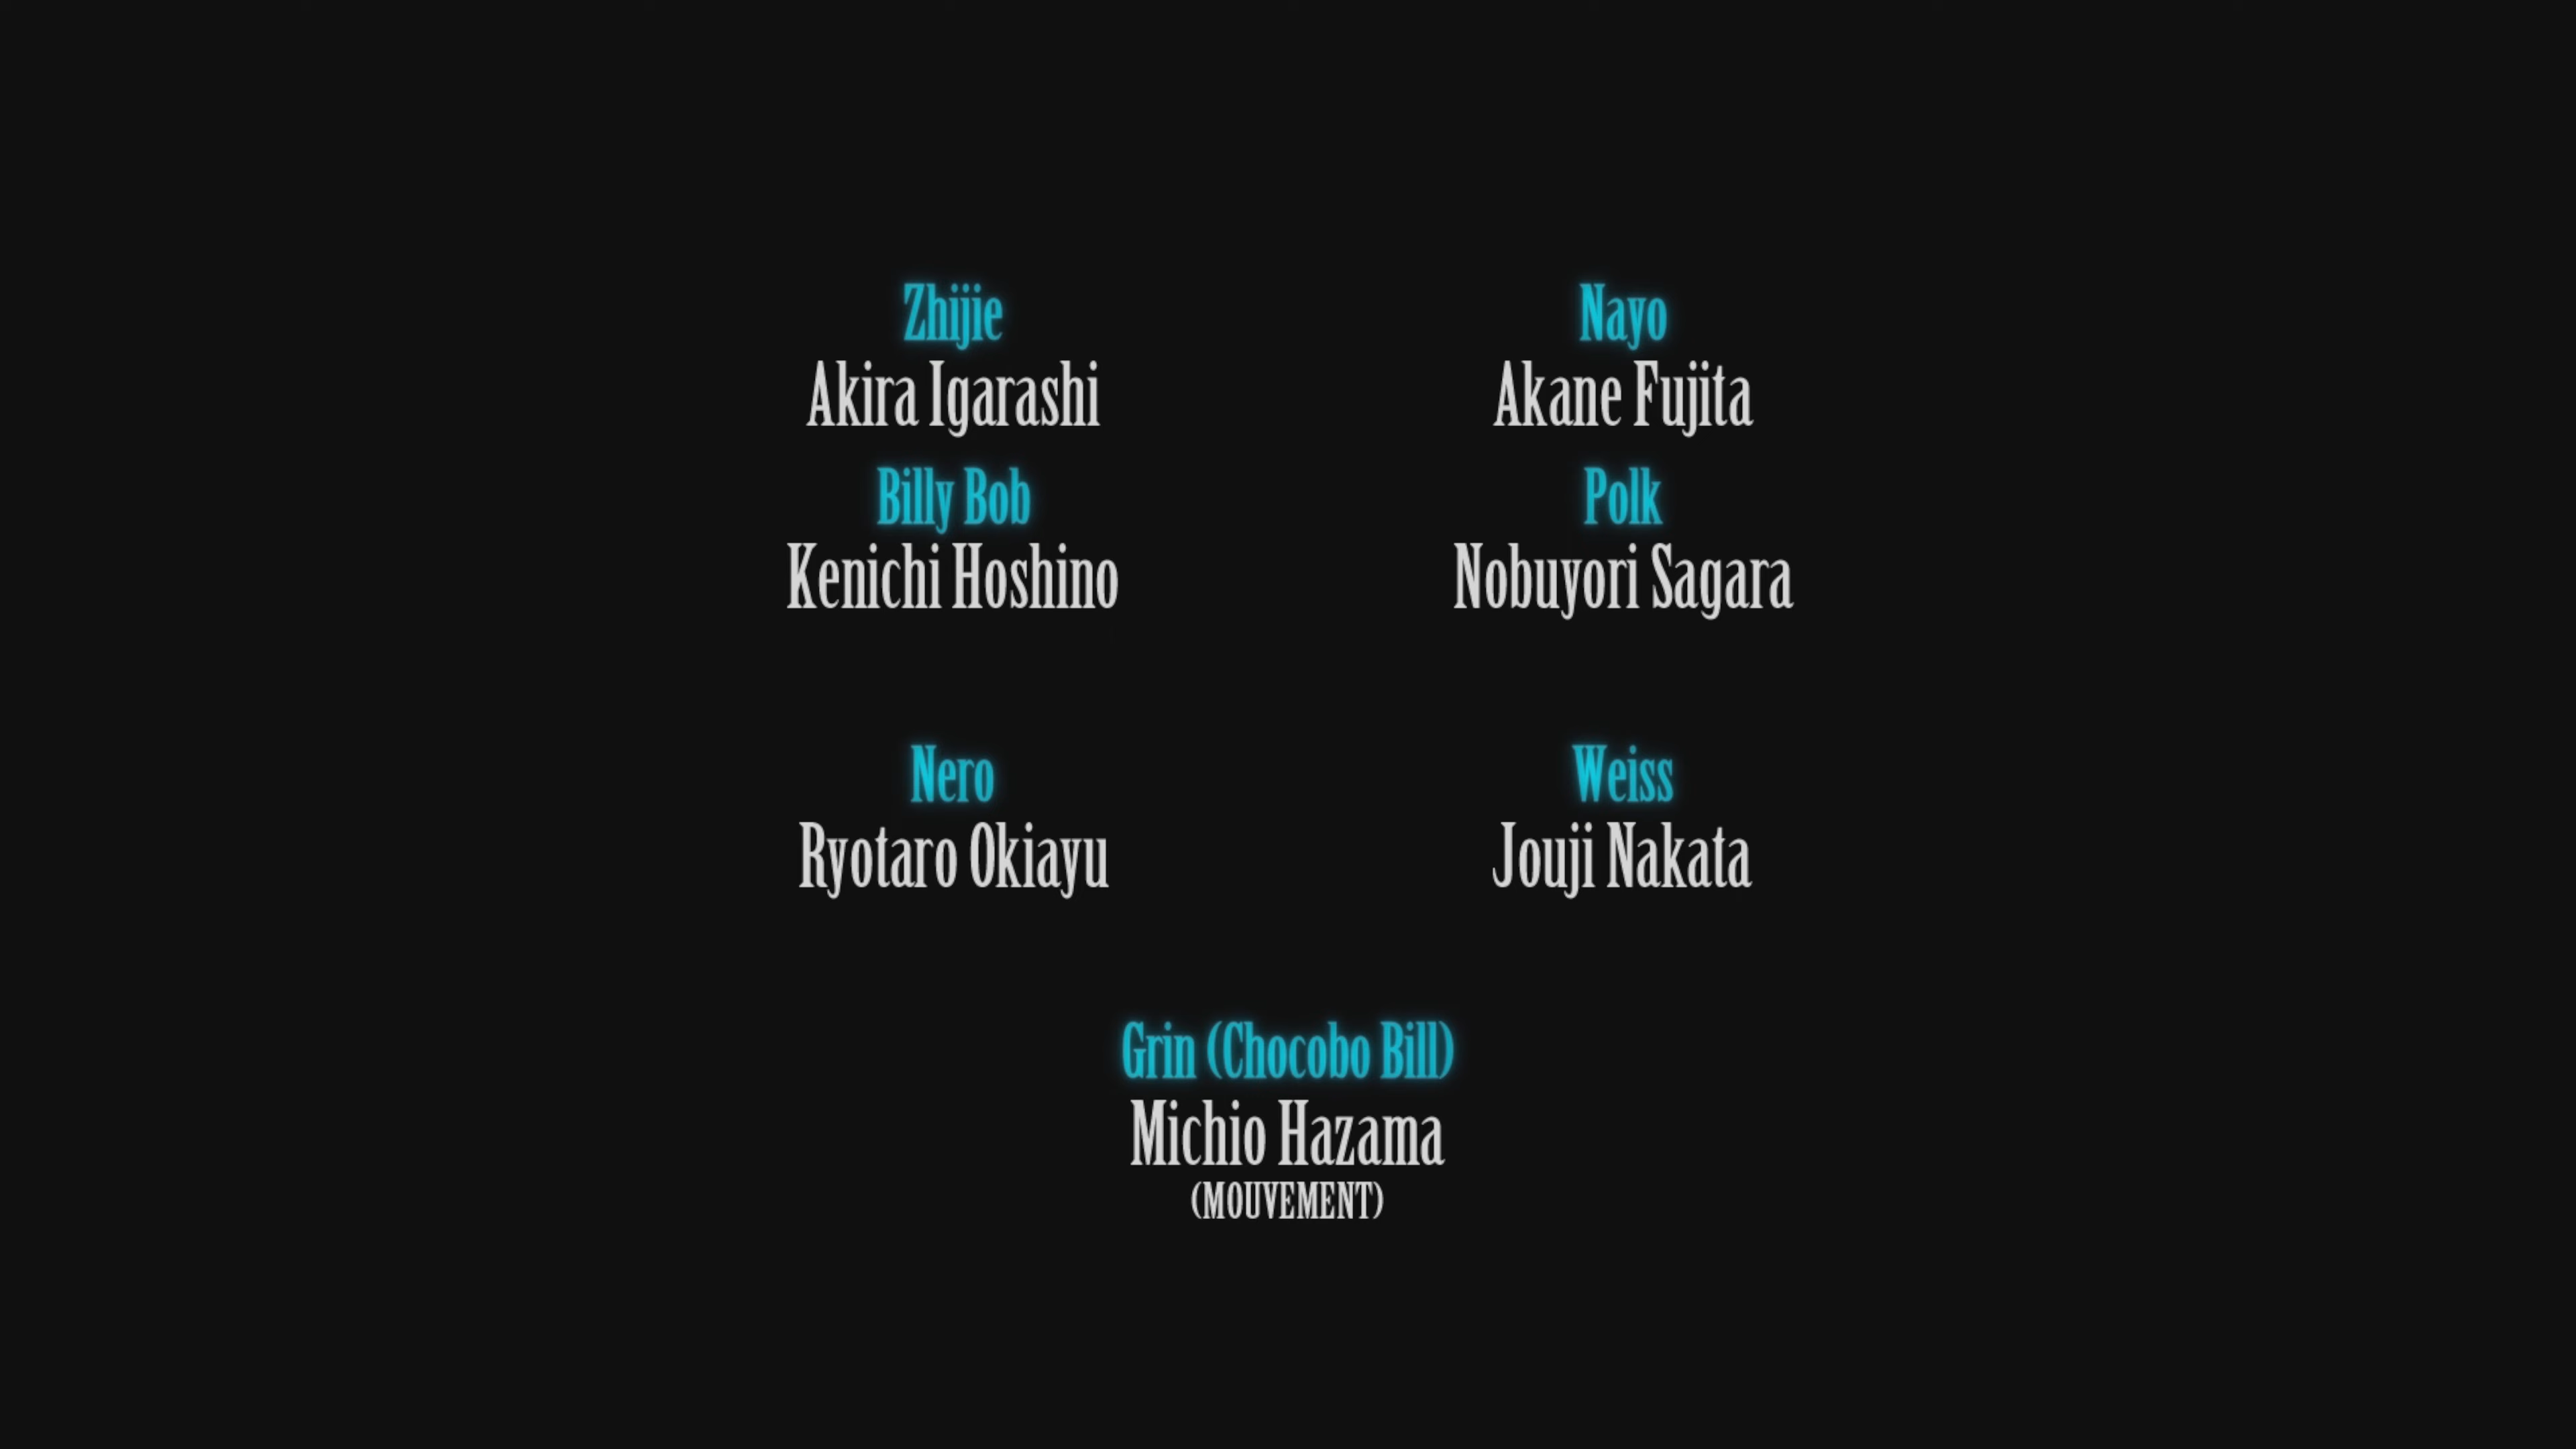 Zhijie
Akira Igarashi
Nayo
Akane Fujita
Billy Bob
Kenichi Hoshino
Polk
Nobuyori Sagara
Nero
Ryotaro Okiayu
Weiss
Jouji Nakata
Grin (Chocobo Bill)
Michio Hazama
(MOUVEMENT)